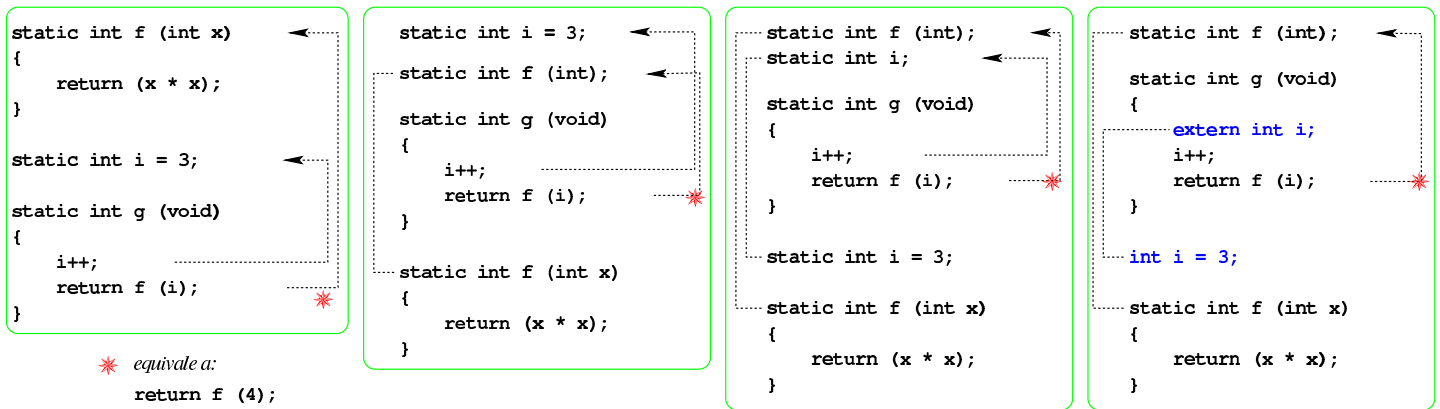 static int f (int x)
{
    return (x * x);
}
static int i = 3;
static int g (void)
{
    i++;
    return f (i);
}
equivale a:
return f (4);
static int i = 3;
static int f (int);
static int g (void)
{
    i++;
    return f (i);
}
static int f (int x)
{
    return (x * x);
}
static int f (int);
static int i;
static int g (void)
{
    i++;
    return f (i);
}
static int i = 3;
static int f (int x)
{
    return (x * x);
}
static int f (int);
static int g (void)
{
    extern int i;
    i++;
    return f (i);
}
int i = 3;
static int f (int x)
{
    return (x * x);
}